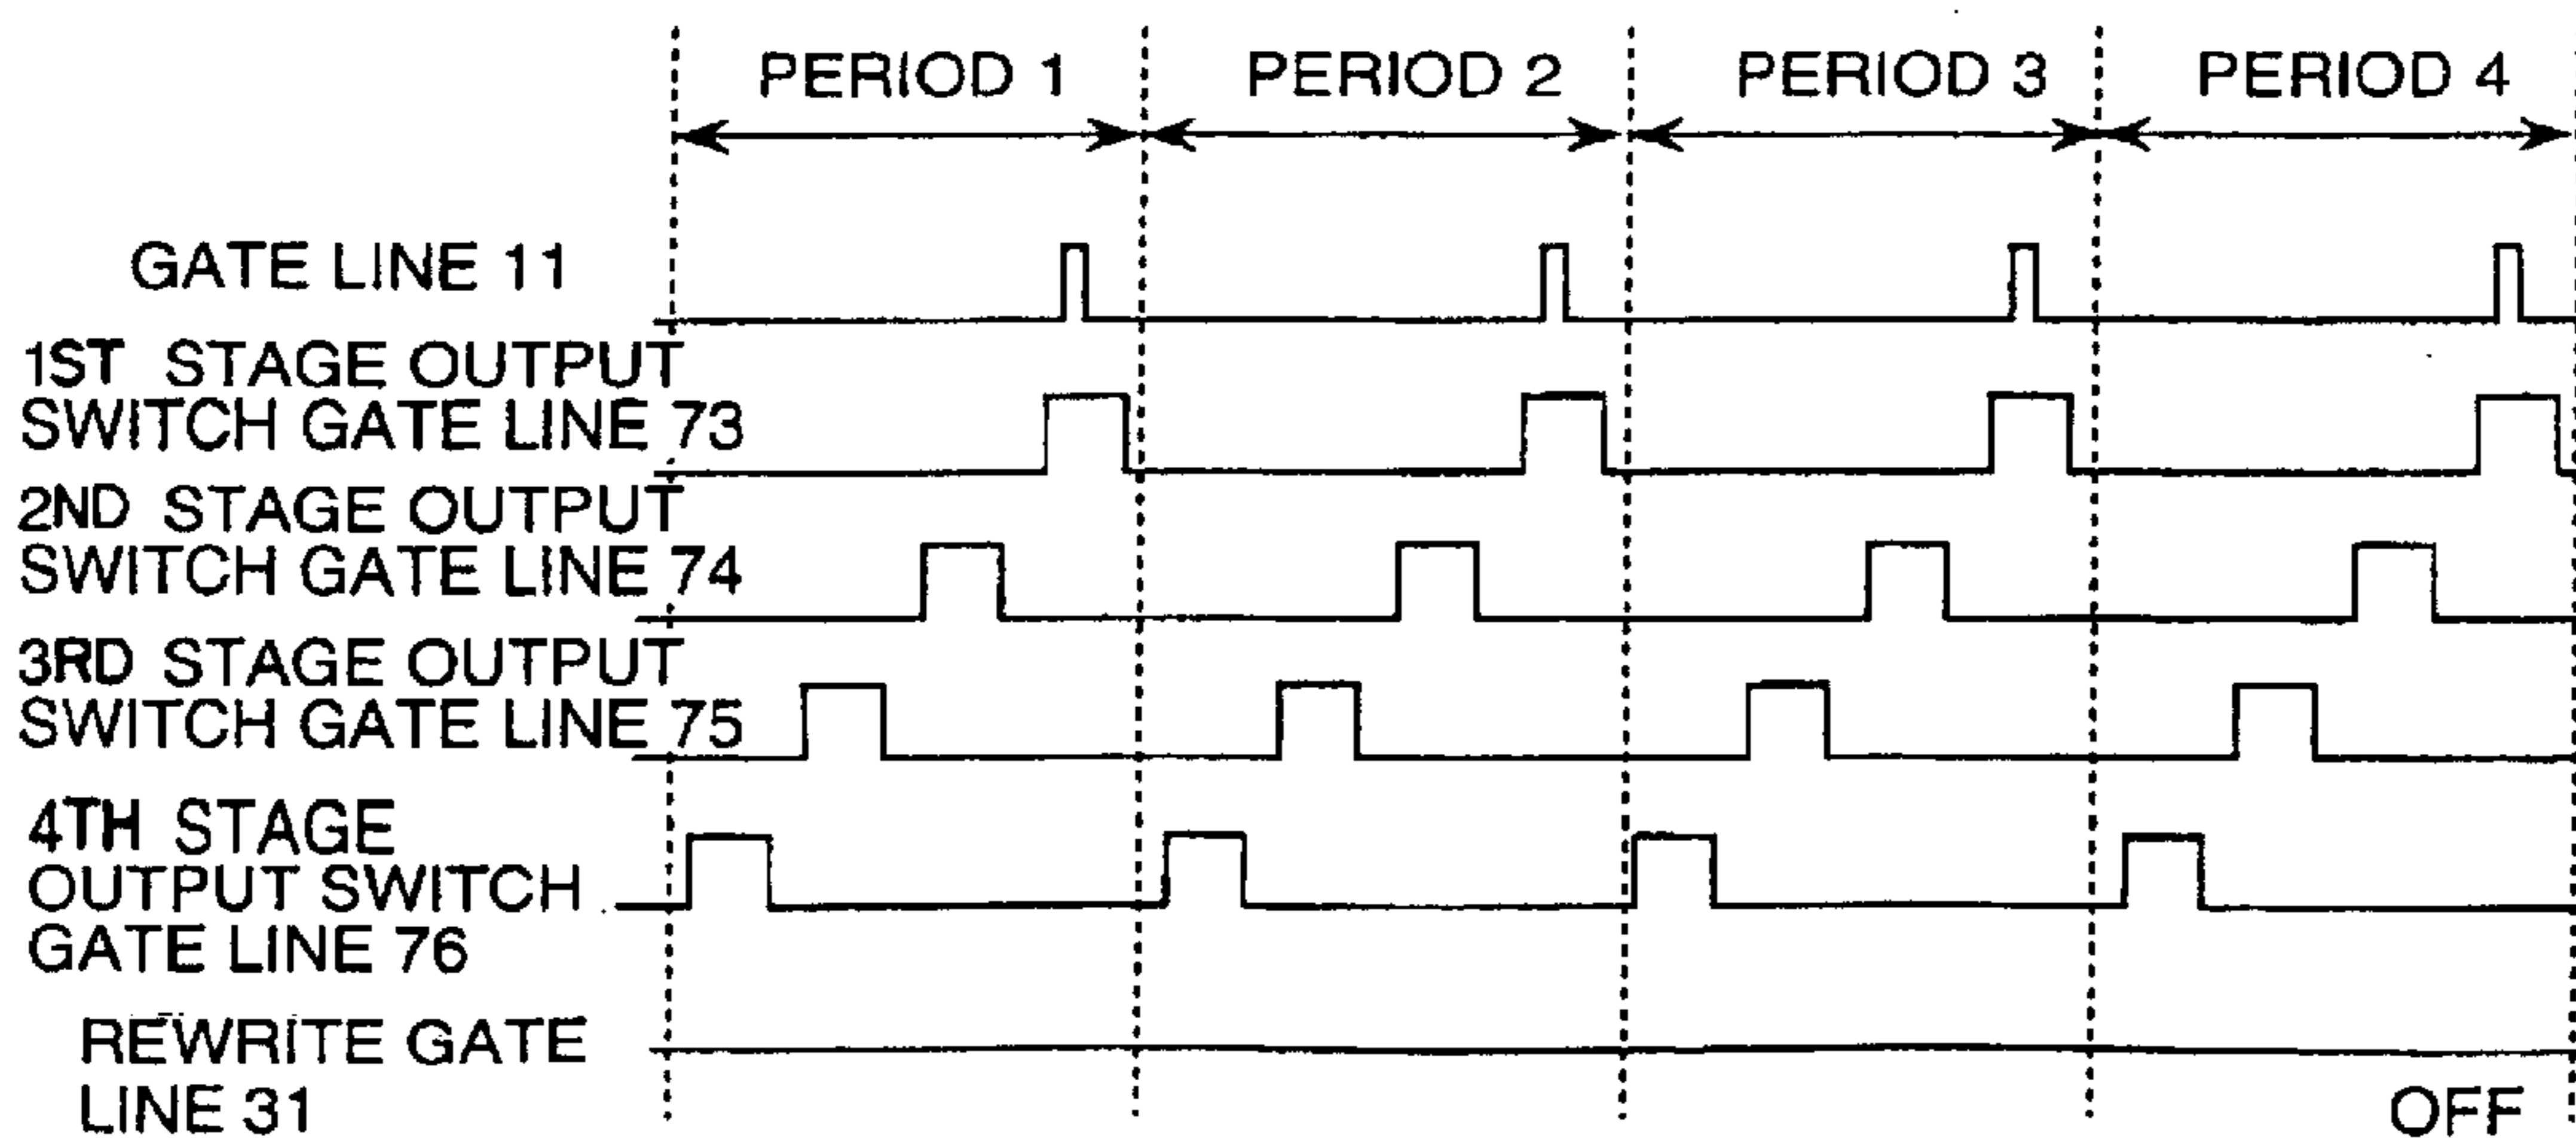 PERIOD 1 PERIOD 2 PERIOD 3 PERIOD 4
GATE LINE 11
1ST STAGE OUTPUT
SWITCH GATE LINE 73
2ND STAGE OUTPUT
SWITCH GATE LINE 74
3RD STAGE OUTPUT
SWITCH GATE LINE 75
4TH STAGE
OUTPUT SWITCH
GATE LINE 76
REWRITE GATE
LINE 31
OFF